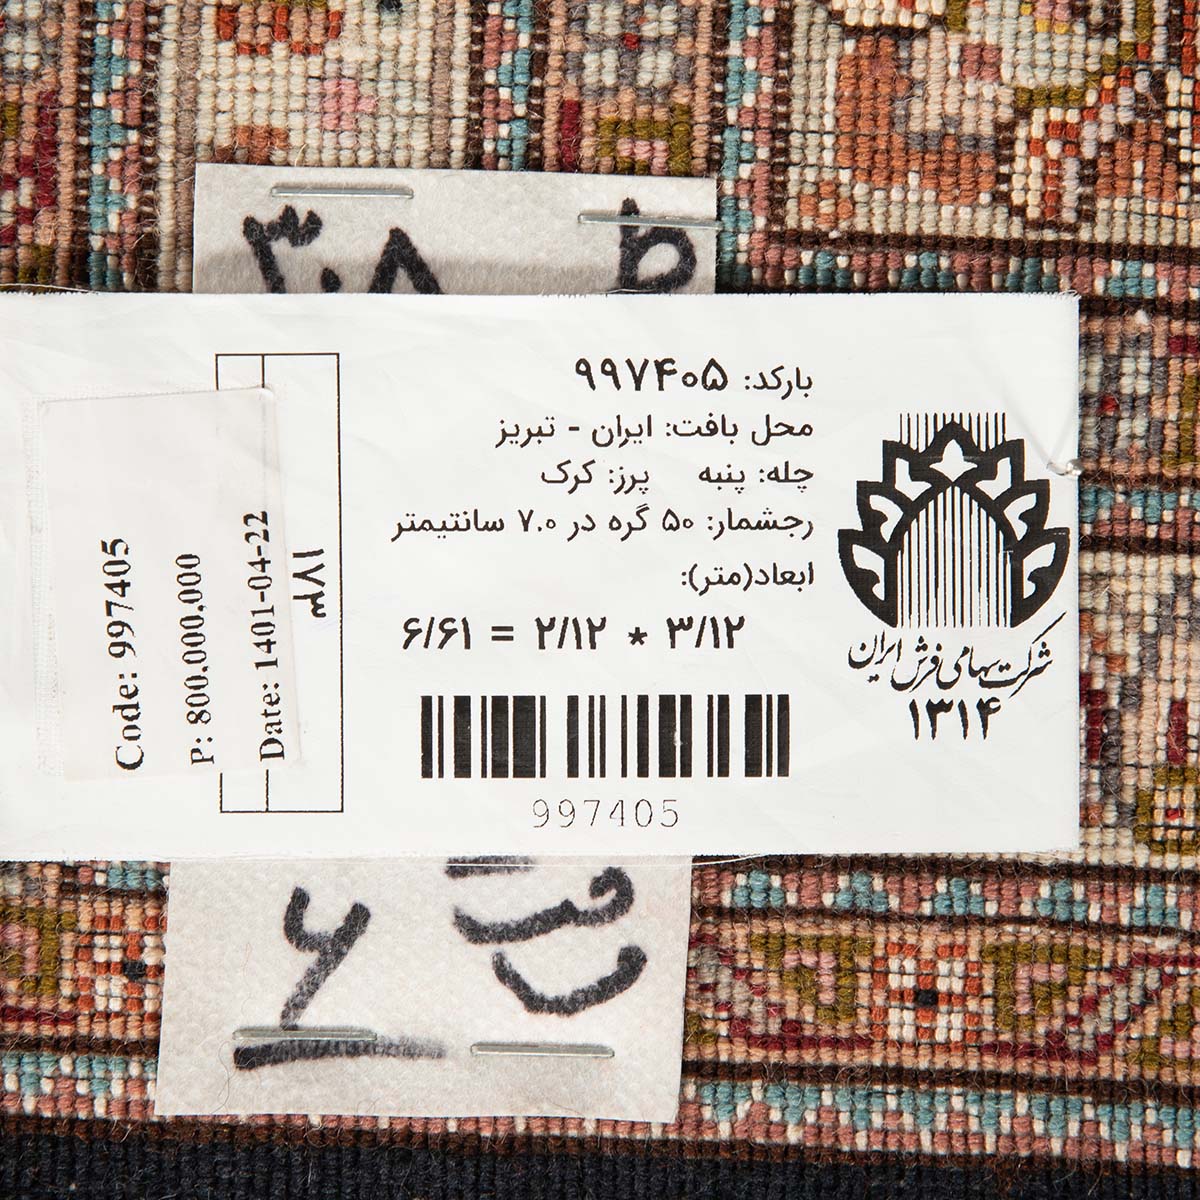 ۳۰۸
بارکد: ۹۹۷۴۰۵
محل بافت: ایران - تبریز
چله: پنبه    پرز: کرک
رجشمار: ۵۰ گره در ۷.۰ سانتیمتر
ابعاد(متر):
۳/۱۲ * ۲/۱۲ = ۶/۶۱
997405
شرکت سهامی فرش ایران
۱۳۱۴
۱۷۳
Code: 997405
P: 800,000,000
Date: 1401-04-22
۶